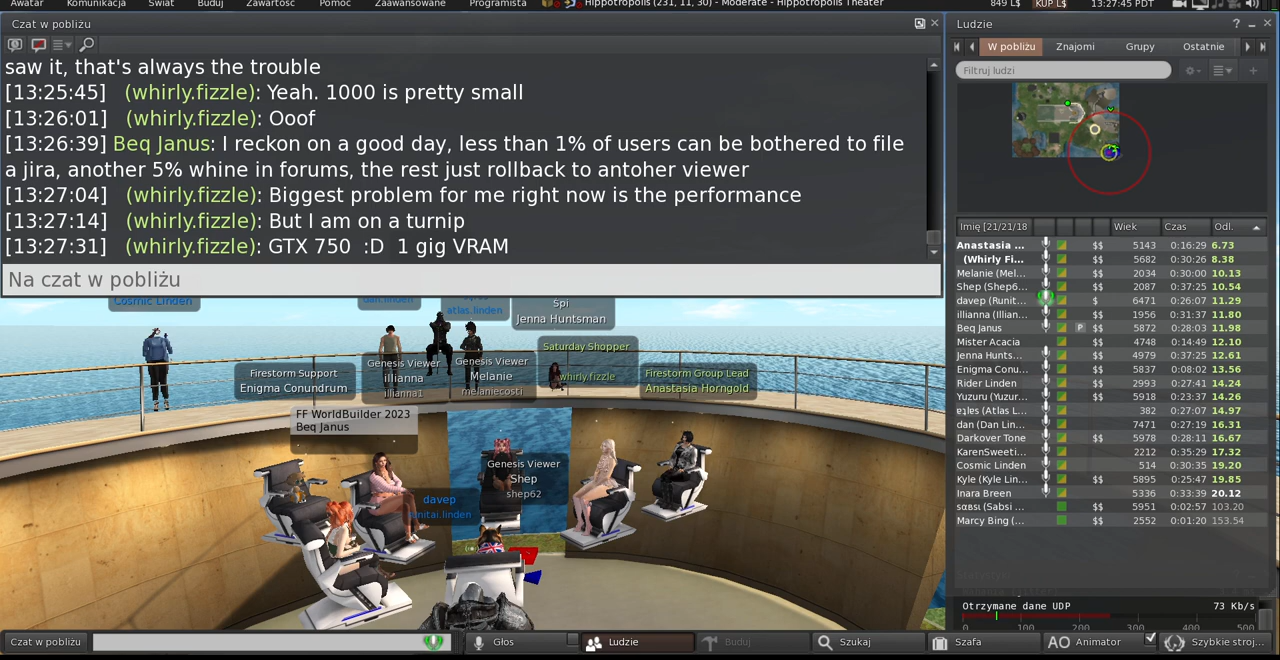 Awatar Komunikacja Świat Buduj Zawartość Pomoc Zaawansowane Programista Hippotropolis (231, 11, 30) - Moderate - Hippotropolis Theater 849 L$ KUP L$ 13:27:45 PDT
Czat w pobliżu
saw it, that's always the trouble
[13:25:45] (whirly.fizzle): Yeah. 1000 is pretty small
[13:26:01] (whirly.fizzle): Ooof
[13:26:39] Beq Janus: I reckon on a good day, less than 1% of users can be bothered to file
a jira, another 5% whine in forums, the rest just rollback to antoher viewer
[13:27:04] (whirly.fizzle): Biggest problem for me right now is the performance
[13:27:14] (whirly.fizzle): But I am on a turnip
[13:27:31] (whirly.fizzle): GTX 750 :D 1 gig VRAM
Na czat w pobliżu
Cosmic Linden
dan.linden
atlas.linden
Śpi
Jenna Huntsman
Firestorm Support
Enigma Conundrum
Genesis Viewer
illianna
illianna1
Genesis Viewer
Melanie
melaniecosti
Saturday Shopper
whirly.fizzle
Firestorm Group Lead
Anastasia Horngold
FF WorldBuilder 2023
Beq Janus
Genesis Viewer
Shep
shep62
davep
runitai.linden
Ludzie
W pobliżu Znajomi Grupy Ostatnie
Filtruj ludzi
Imię [21/21/18 Wiek Czas Odl.
Anastasia ... $$ 5143 0:16:29 6.73
(Whirly Fi... $$ 5682 0:30:26 8.38
Melanie (Mel... $$ 2034 0:30:00 10.13
Shep (Shep6... $$ 2087 0:37:25 10.54
davep (Runit... $ 6471 0:26:07 11.29
illianna (Illian... $$ 1956 0:31:37 11.80
Beq Janus P $$ 5872 0:28:03 11.98
Mister Acacia $$ 4748 0:14:49 12.10
Jenna Hunts... $$ 4979 0:37:25 12.61
Enigma Conu... $$ 5837 0:08:02 13.56
Rider Linden $$ 2993 0:27:41 14.24
Yuzuru (Yuzur... $$ 5918 0:23:37 14.26
(Atlas L... 382 0:27:07 14.97
dan (Dan Lin... 7471 0:27:19 16.31
Darkover Tone $$ 5978 0:28:11 16.67
KarenSweeti... 2212 0:35:29 17.32
Cosmic Linden 514 0:30:35 19.20
Kyle (Kyle Lin... $$ 5895 0:25:47 19.85
Inara Breen 5336 0:33:39 20.12
(Sabsi ... $$ 5951 0:02:57 103.20
Marcy Bing (... $$ 2552 0:01:20 153.54
Otrzymane dane UDP 73 Kb/s
0 100 200 300 400 500
Czat w pobliżu Głos Ludzie Buduj Szukaj Szafa AO Animator Szybkie stroj...